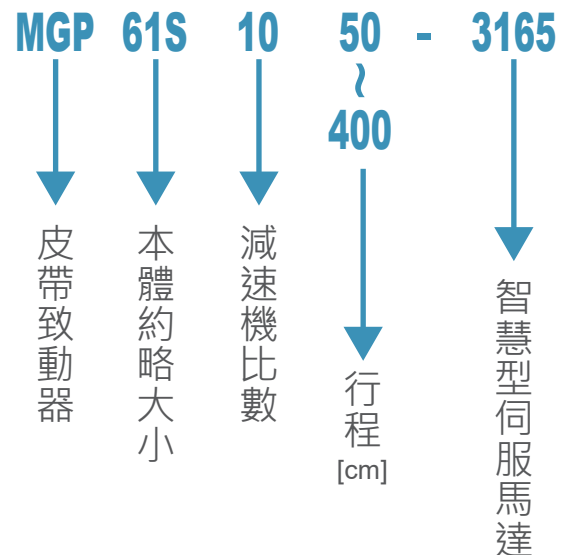 MGP 61S 10 50 - 3165
~
400
皮帶致動器
本體約略大小
減速機比數
行程
[cm]
智慧型伺服馬達